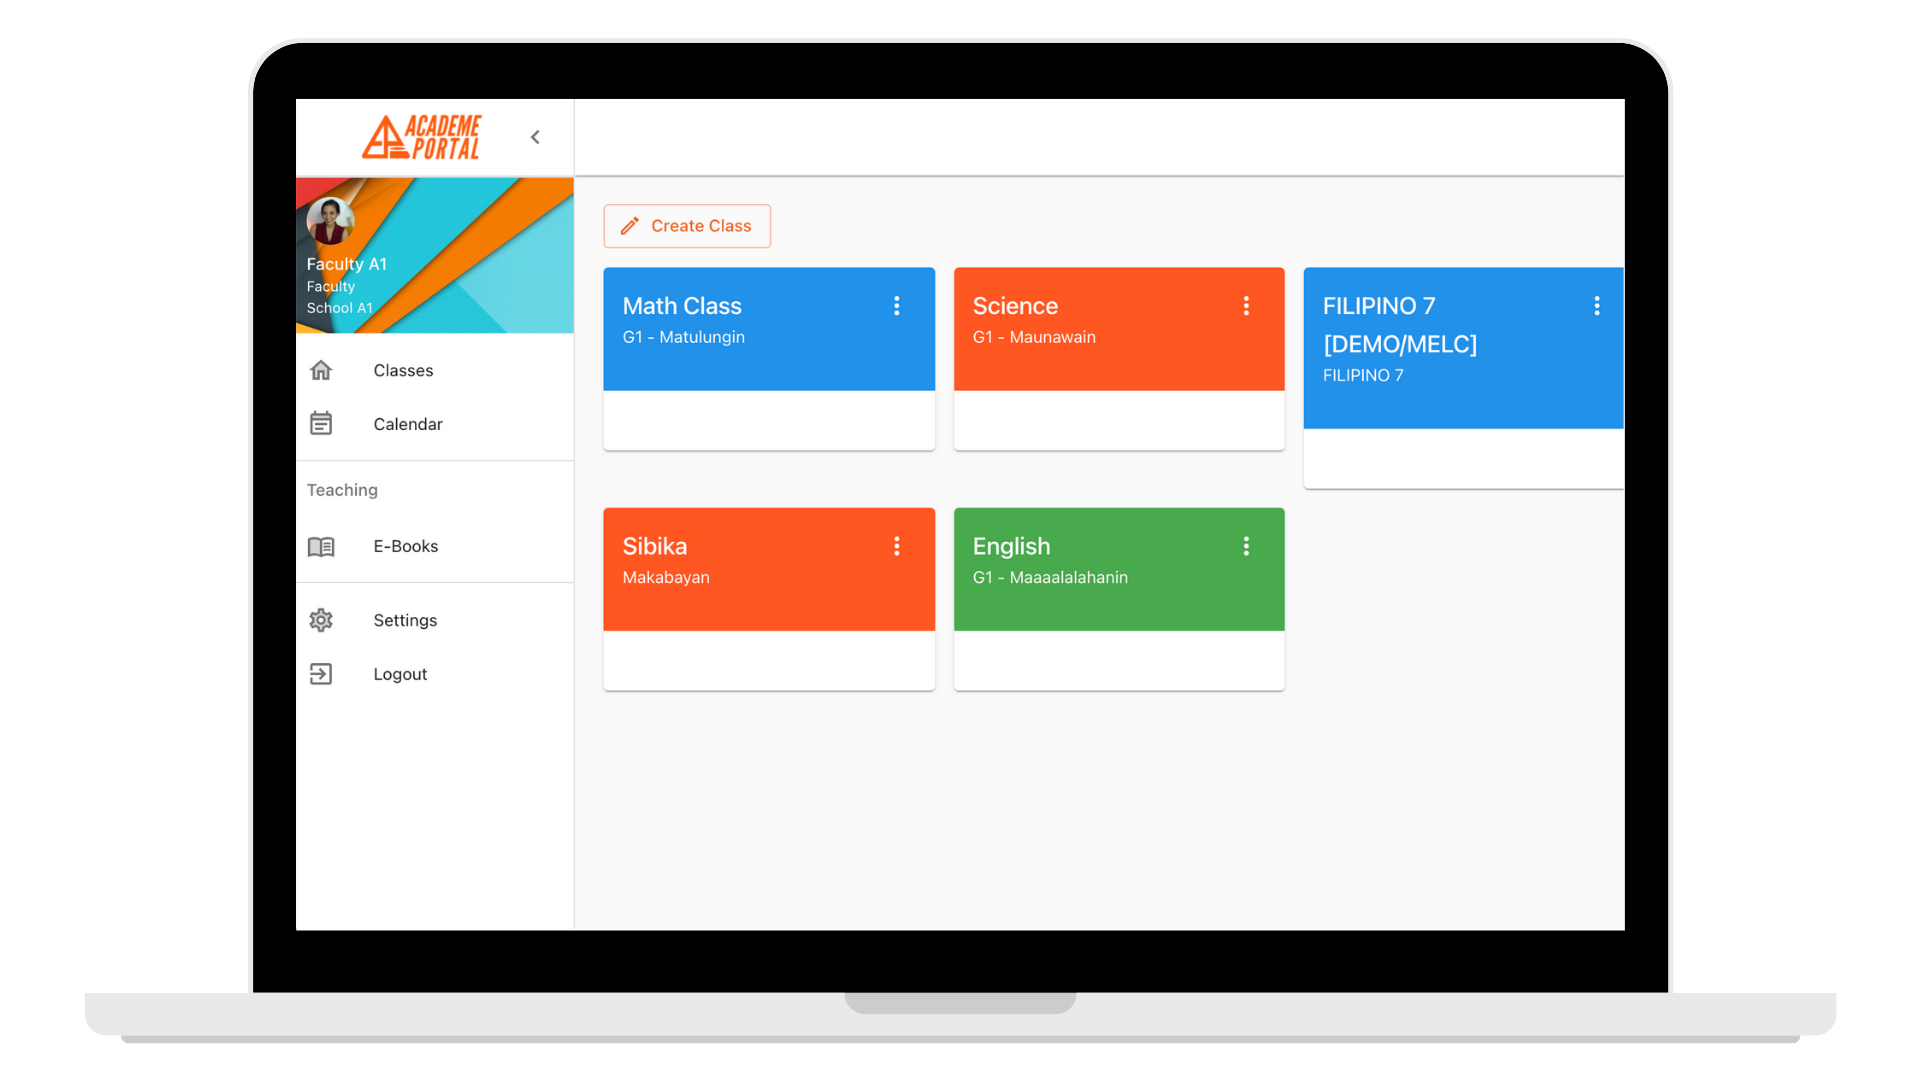 ACADEME
PORTAL
Faculty A1
Faculty
School A1
Classes
Calendar
Teaching
E-Books
Settings
Logout
Create Class
Math Class
G1 - Matulungin
Science
G1 - Maunawain
FILIPINO 7
[DEMO/MELC]
FILIPINO 7
Sibika
Makabayan
English
G1 - Maaaalalahanin